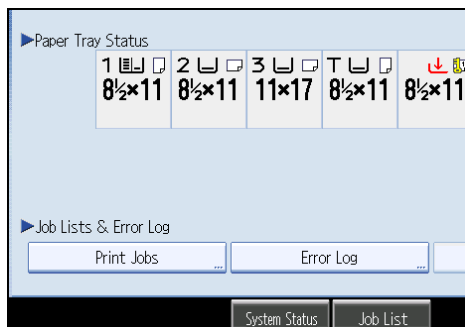 ▶Paper Tray Status
1 2 3 T
8½×11 8½×11 11×17 8½×11 8½×11
▶Job Lists & Error Log
Print Jobs ... Error Log ...
System Status Job List